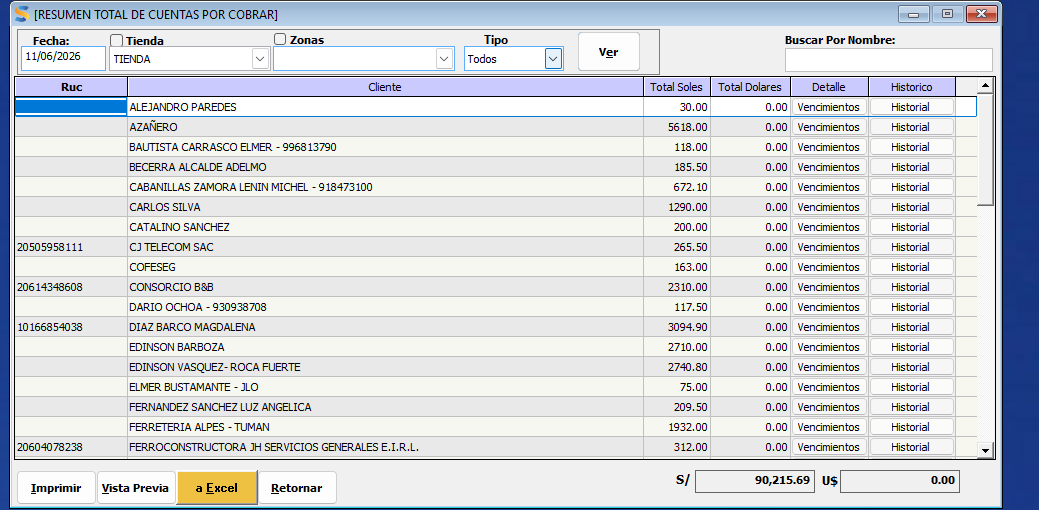 [RESUMEN TOTAL DE CUENTAS POR COBRAR]
Fecha: Tienda Zonas Tipo Buscar Por Nombre:
11/06/2026 TIENDA Todos Ver
Ruc Cliente Total Soles Total Dolares Detalle Historico
ALEJANDRO PAREDES 30.00 0.00 Vencimientos Historial
AZAÑERO 5618.00 0.00 Vencimientos Historial
BAUTISTA CARRASCO ELMER - 996813790 118.00 0.00 Vencimientos Historial
BECERRA ALCALDE ADELMO 185.50 0.00 Vencimientos Historial
CABANILLAS ZAMORA LENIN MICHEL - 918473100 672.10 0.00 Vencimientos Historial
CARLOS SILVA 1290.00 0.00 Vencimientos Historial
CATALINO SANCHEZ 200.00 0.00 Vencimientos Historial
20505958111 CJ TELECOM SAC 265.50 0.00 Vencimientos Historial
COFESEG 163.00 0.00 Vencimientos Historial
20614348608 CONSORCIO B&B 2310.00 0.00 Vencimientos Historial
DARIO OCHOA - 930938708 117.50 0.00 Vencimientos Historial
10166854038 DIAZ BARCO MAGDALENA 3094.90 0.00 Vencimientos Historial
EDINSON BARBOZA 2710.00 0.00 Vencimientos Historial
EDINSON VASQUEZ- ROCA FUERTE 2740.80 0.00 Vencimientos Historial
ELMER BUSTAMANTE - JLO 75.00 0.00 Vencimientos Historial
FERNANDEZ SANCHEZ LUZ ANGELICA 209.50 0.00 Vencimientos Historial
FERRETERIA ALPES - TUMAN 1932.00 0.00 Vencimientos Historial
20604078238 FERROCONSTRUCTORA JH SERVICIOS GENERALES E.I.R.L. 312.00 0.00 Vencimientos Historial
Imprimir Vista Previa a Excel Retornar S/ 90,215.69 U$ 0.00